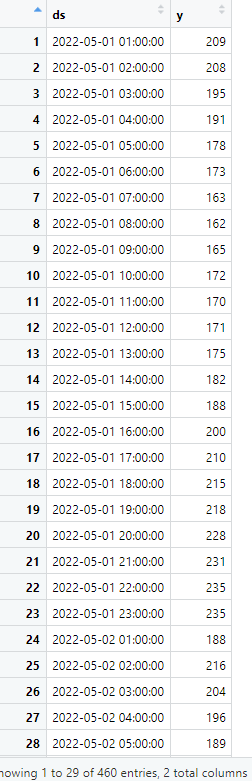 ds y
1 2022-05-01 01:00:00 209
2 2022-05-01 02:00:00 208
3 2022-05-01 03:00:00 195
4 2022-05-01 04:00:00 191
5 2022-05-01 05:00:00 178
6 2022-05-01 06:00:00 173
7 2022-05-01 07:00:00 163
8 2022-05-01 08:00:00 162
9 2022-05-01 09:00:00 165
10 2022-05-01 10:00:00 172
11 2022-05-01 11:00:00 170
12 2022-05-01 12:00:00 171
13 2022-05-01 13:00:00 175
14 2022-05-01 14:00:00 182
15 2022-05-01 15:00:00 188
16 2022-05-01 16:00:00 200
17 2022-05-01 17:00:00 210
18 2022-05-01 18:00:00 215
19 2022-05-01 19:00:00 218
20 2022-05-01 20:00:00 228
21 2022-05-01 21:00:00 231
22 2022-05-01 22:00:00 235
23 2022-05-01 23:00:00 235
24 2022-05-02 01:00:00 188
25 2022-05-02 02:00:00 216
26 2022-05-02 03:00:00 204
27 2022-05-02 04:00:00 196
28 2022-05-02 05:00:00 189
nowing 1 to 29 of 460 entries, 2 total columns